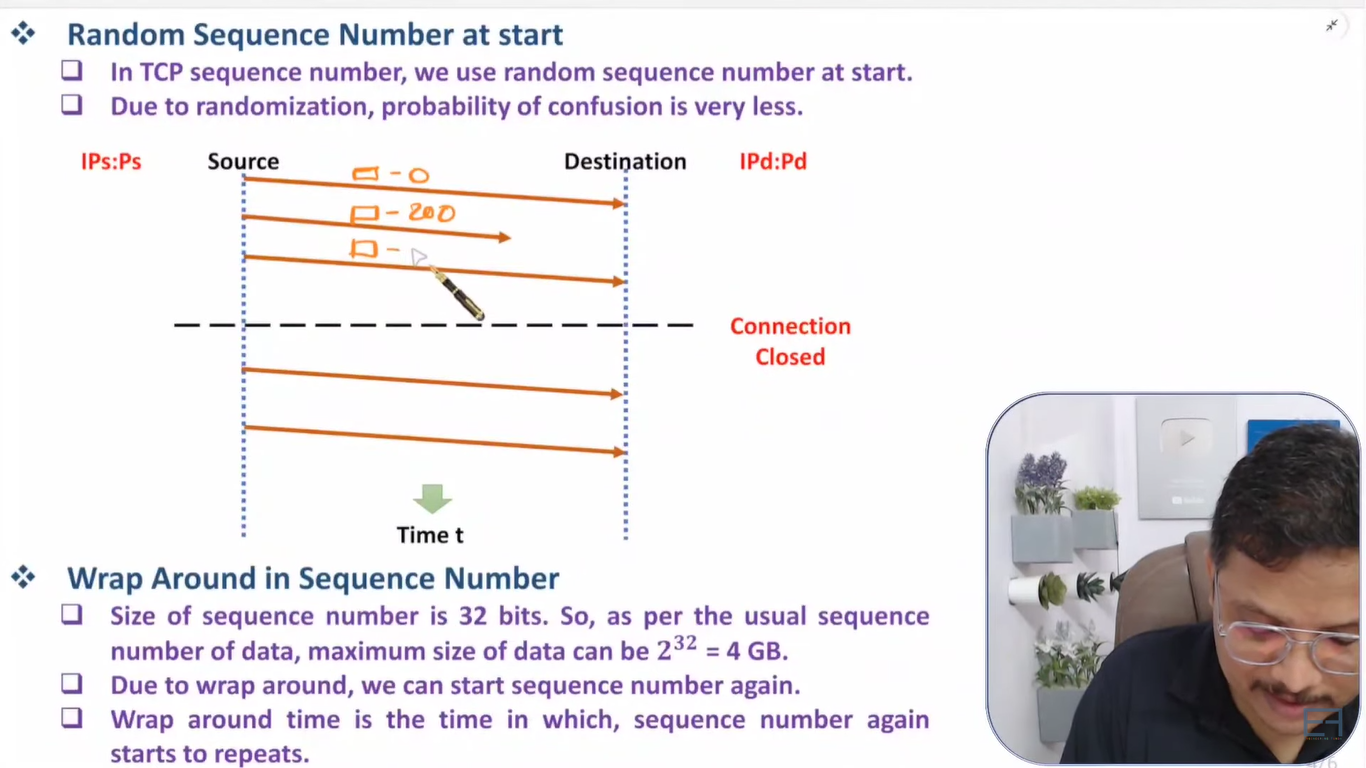 Random Sequence Number at start
In TCP sequence number, we use random sequence number at start.
Due to randomization, probability of confusion is very less.
IPs:Ps Source Destination IPd:Pd
- 0
- 200
-
Connection
Closed
Time t
Wrap Around in Sequence Number
Size of sequence number is 32 bits. So, as per the usual sequence
number of data, maximum size of data can be 2³² = 4 GB.
Due to wrap around, we can start sequence number again.
Wrap around time is the time in which, sequence number again
starts to repeats.